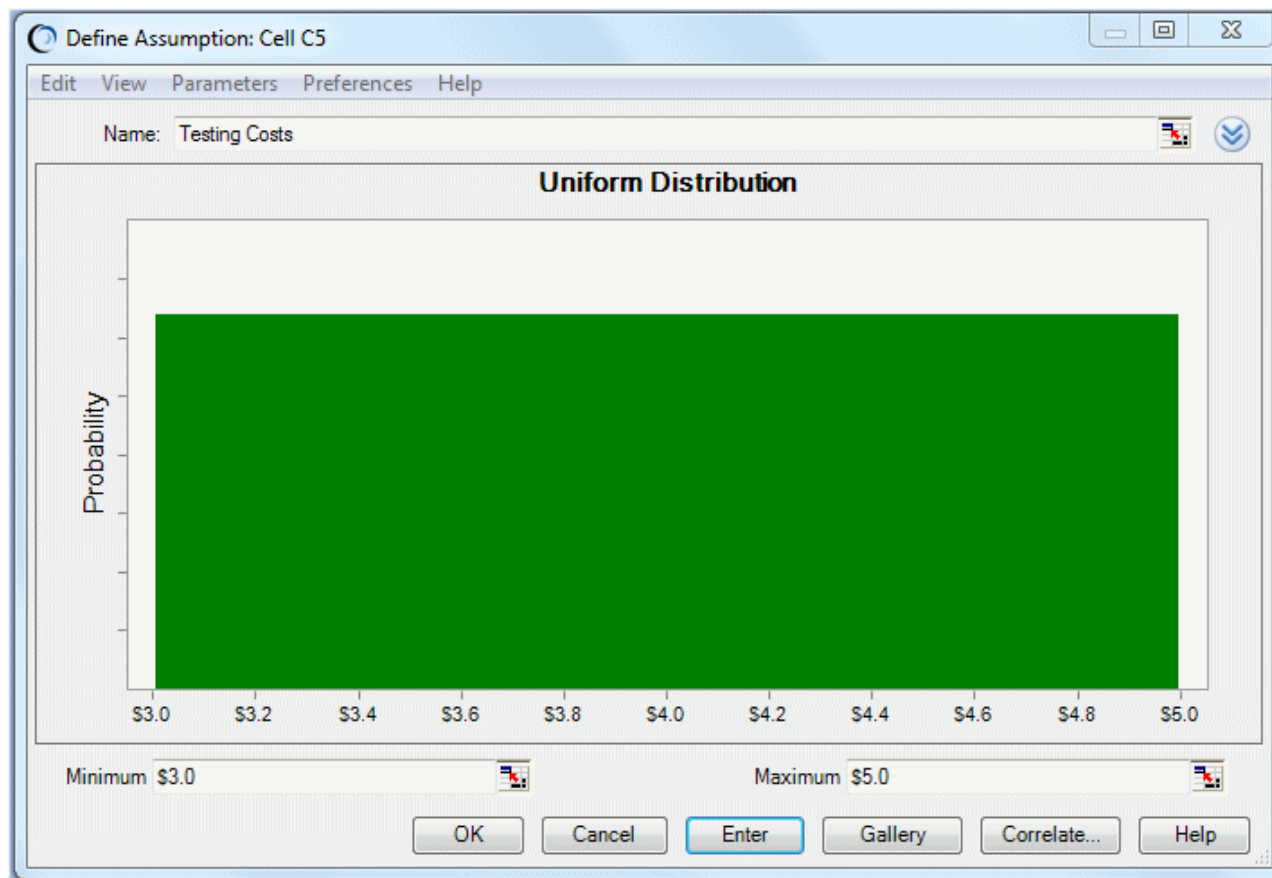 Define Assumption: Cell C5
Edit View Parameters Preferences Help
Name: Testing Costs
Uniform Distribution
Probability
$3.0 $3.2 $3.4 $3.6 $3.8 $4.0 $4.2 $4.4 $4.6 $4.8 $5.0
Minimum $3.0 Maximum $5.0
OK Cancel Enter Gallery Correlate... Help